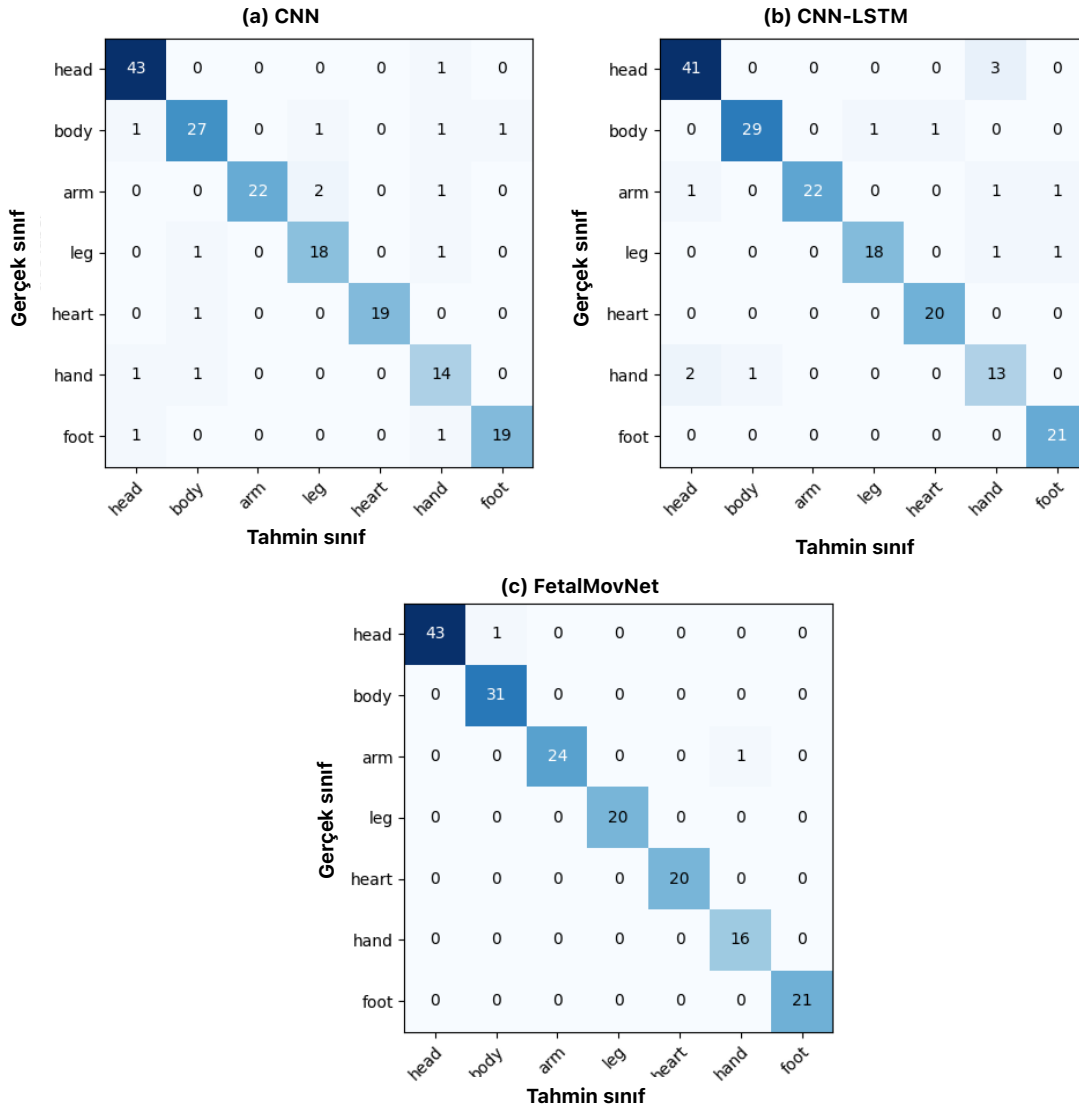 (a) CNN
Gerçek sınıf
head 43 0 0 0 0 1 0
body 1 27 0 1 0 1 1
arm 0 0 22 2 0 1 0
leg 0 1 0 18 0 1 0
heart 0 1 0 0 19 0 0
hand 1 1 0 0 0 14 0
foot 1 0 0 0 0 1 19
head body arm leg heart hand foot
Tahmin sınıf
(b) CNN-LSTM
Gerçek sınıf
head 41 0 0 0 0 3 0
body 0 29 0 1 1 0 0
arm 1 0 22 0 0 1 1
leg 0 0 0 18 0 1 1
heart 0 0 0 0 20 0 0
hand 2 1 0 0 0 13 0
foot 0 0 0 0 0 0 21
head body arm leg heart hand foot
Tahmin sınıf
(c) FetalMovNet
Gerçek sınıf
head 43 1 0 0 0 0 0
body 0 31 0 0 0 0 0
arm 0 0 24 0 0 1 0
leg 0 0 0 20 0 0 0
heart 0 0 0 0 20 0 0
hand 0 0 0 0 0 16 0
foot 0 0 0 0 0 0 21
head body arm leg heart hand foot
Tahmin sınıf